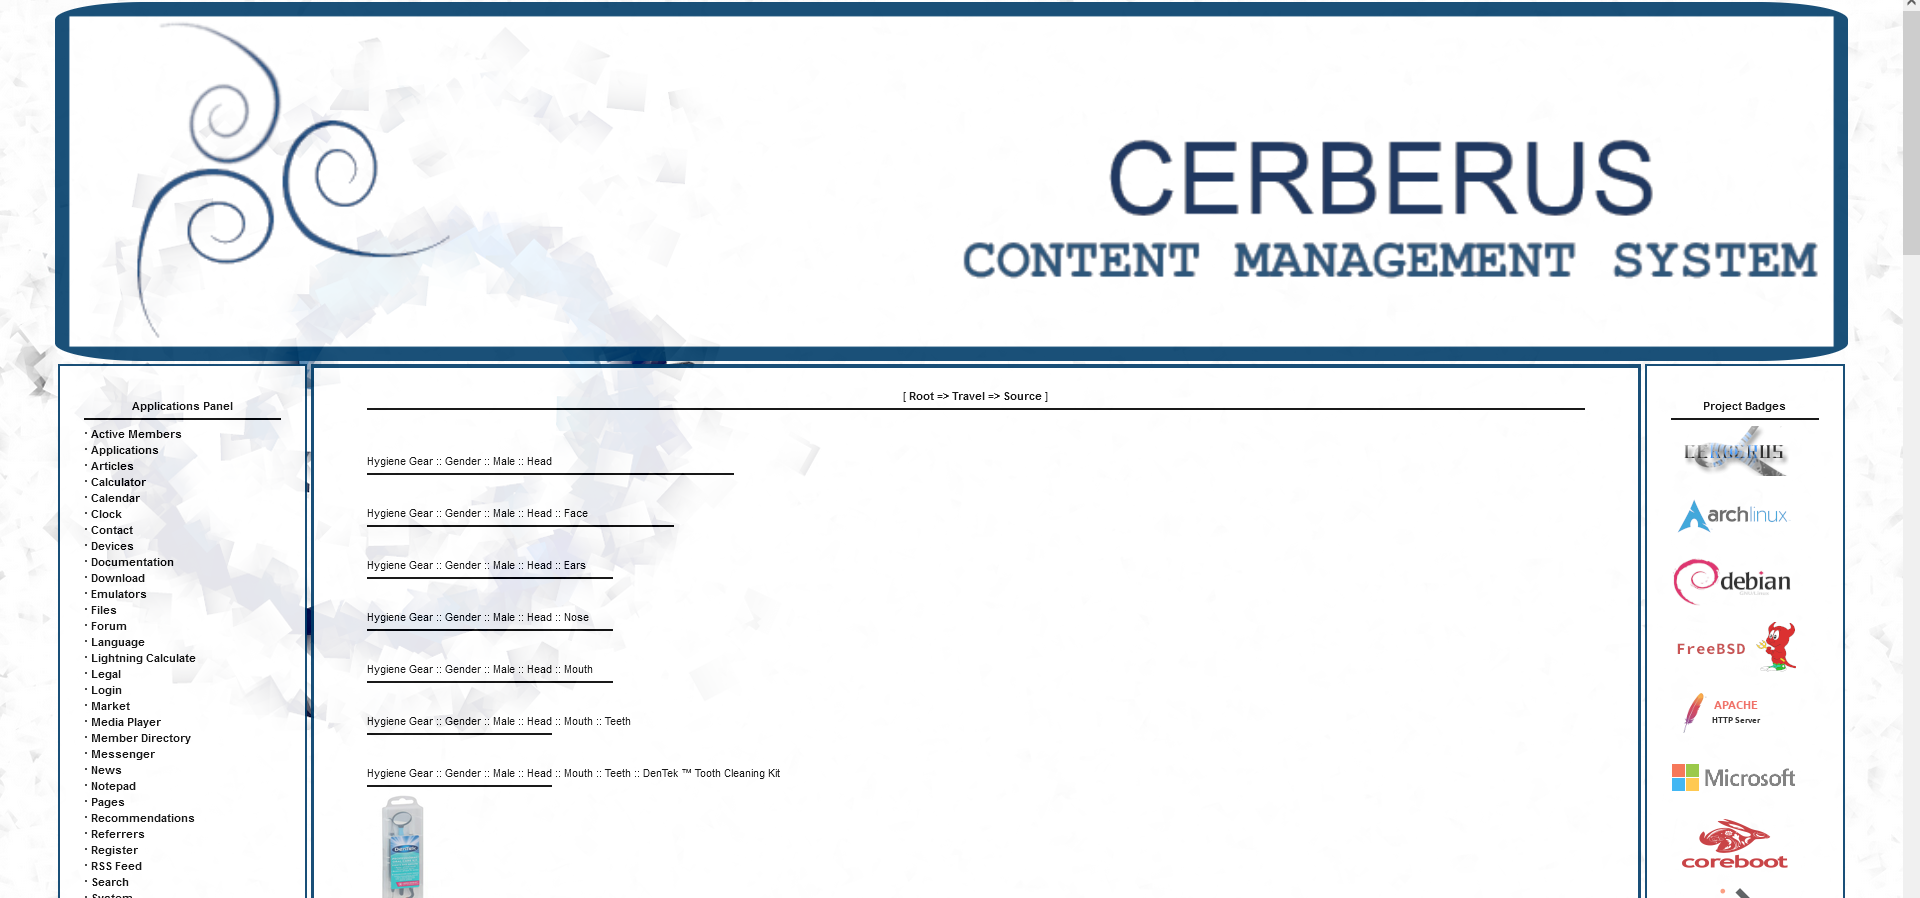 CERBERUS
CONTENT MANAGEMENT SYSTEM
Applications Panel
· Active Members
· Applications
· Articles
· Calculator
· Calendar
· Clock
· Contact
· Devices
· Documentation
· Download
· Emulators
· Files
· Forum
· Language
· Lightning Calculate
· Legal
· Login
· Market
· Media Player
· Member Directory
· Messenger
· News
· Notepad
· Pages
· Recommendations
· Referrers
· Register
· RSS Feed
· Search
· System
[ Root => Travel => Source ]
Hygiene Gear :: Gender :: Male :: Head
Hygiene Gear :: Gender :: Male :: Head :: Face
Hygiene Gear :: Gender :: Male :: Head :: Ears
Hygiene Gear :: Gender :: Male :: Head :: Nose
Hygiene Gear :: Gender :: Male :: Head :: Mouth
Hygiene Gear :: Gender :: Male :: Head :: Mouth :: Teeth
Hygiene Gear :: Gender :: Male :: Head :: Mouth :: Teeth :: DenTek ™ Tooth Cleaning Kit
Project Badges
CERBERUS
archlinux
debian
FreeBSD
APACHE
HTTP Server
Microsoft
coreboot